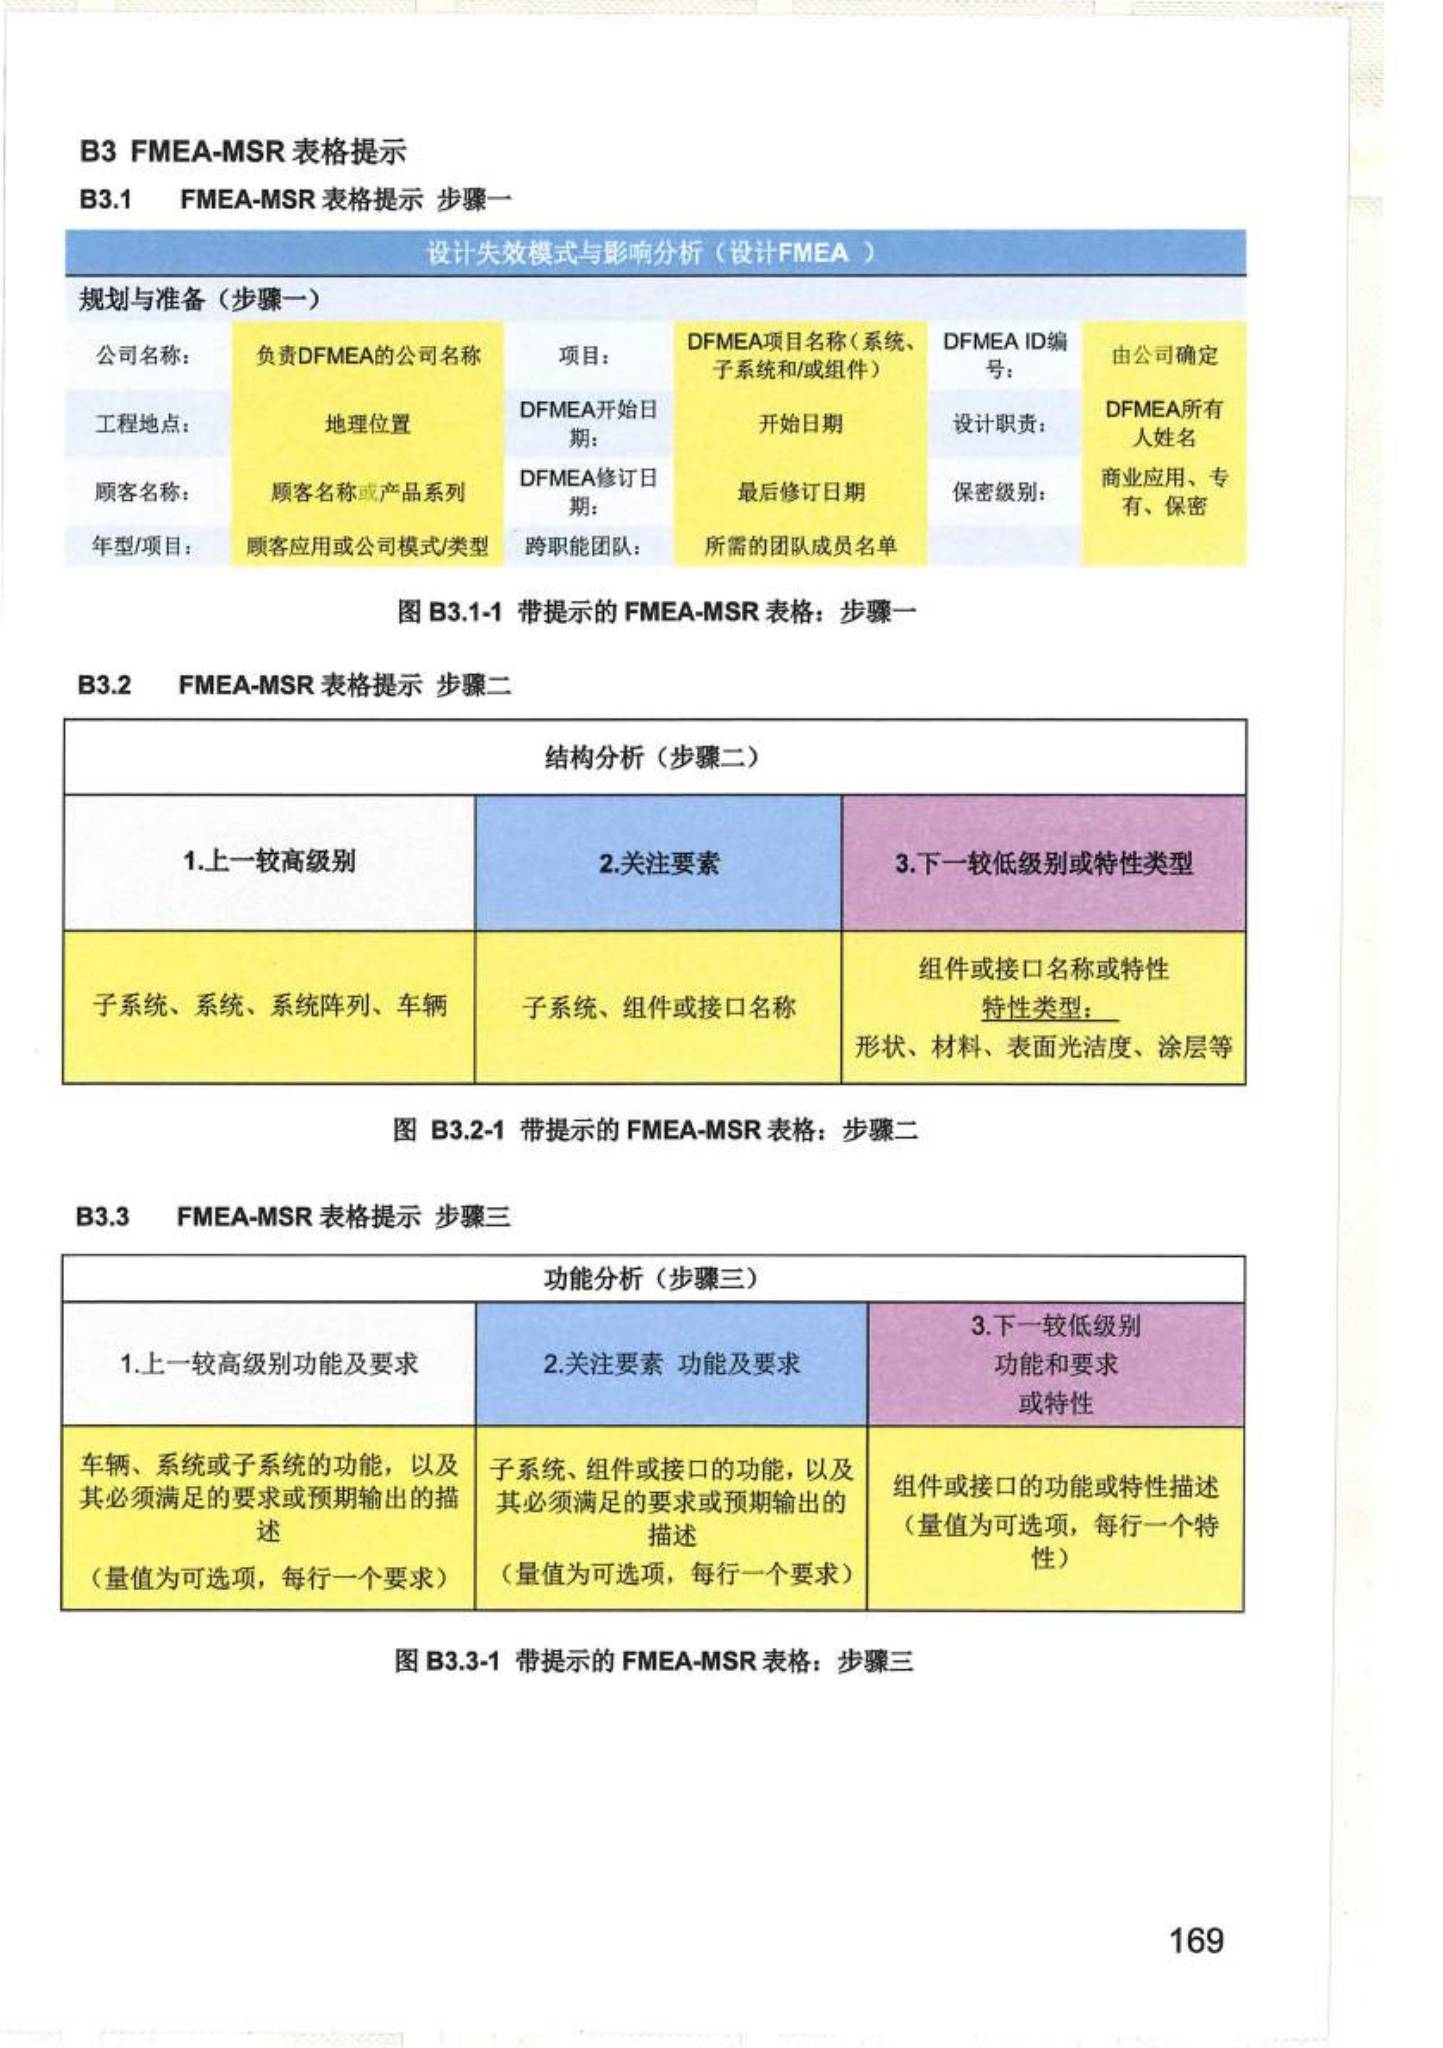 B3 FMEA-MSR 表格提示
B3.1 FMEA-MSR 表格提示 步骤一
设计失效模式与影响分析（设计FMEA ）
规划与准备（步骤一）
公司名称：
负责DFMEA的公司名称
项目：
DFMEA项目名称（系统、
子系统和/或组件）
DFMEA ID编
号：
由公司确定
工程地点：
地理位置
DFMEA开始日
期：
开始日期
设计职责：
DFMEA所有
人姓名
顾客名称：
顾客名称或产品系列
DFMEA修订日
期：
最后修订日期
保密级别：
商业应用、专
有、保密
年型/项目：
顾客应用或公司模式/类型
跨职能团队：
所需的团队成员名单
图 B3.1-1 带提示的 FMEA-MSR 表格：步骤一
B3.2 FMEA-MSR 表格提示 步骤二
结构分析（步骤二）
1.上一较高级别
2.关注要素
3.下一较低级别或特性类型
子系统、系统、系统阵列、车辆
子系统、组件或接口名称
组件或接口名称或特性
特性类型：
形状、材料、表面光洁度、涂层等
图 B3.2-1 带提示的 FMEA-MSR 表格：步骤二
B3.3 FMEA-MSR 表格提示 步骤三
功能分析（步骤三）
1.上一较高级别功能及要求
2.关注要素 功能及要求
3.下一较低级别
功能和要求
或特性
车辆、系统或子系统的功能，以及
其必须满足的要求或预期输出的描
述
（量值为可选项，每行一个要求）
子系统、组件或接口的功能，以及
其必须满足的要求或预期输出的
描述
（量值为可选项，每行一个要求）
组件或接口的功能或特性描述
（量值为可选项，每行一个特
性）
图 B3.3-1 带提示的 FMEA-MSR 表格：步骤三
169